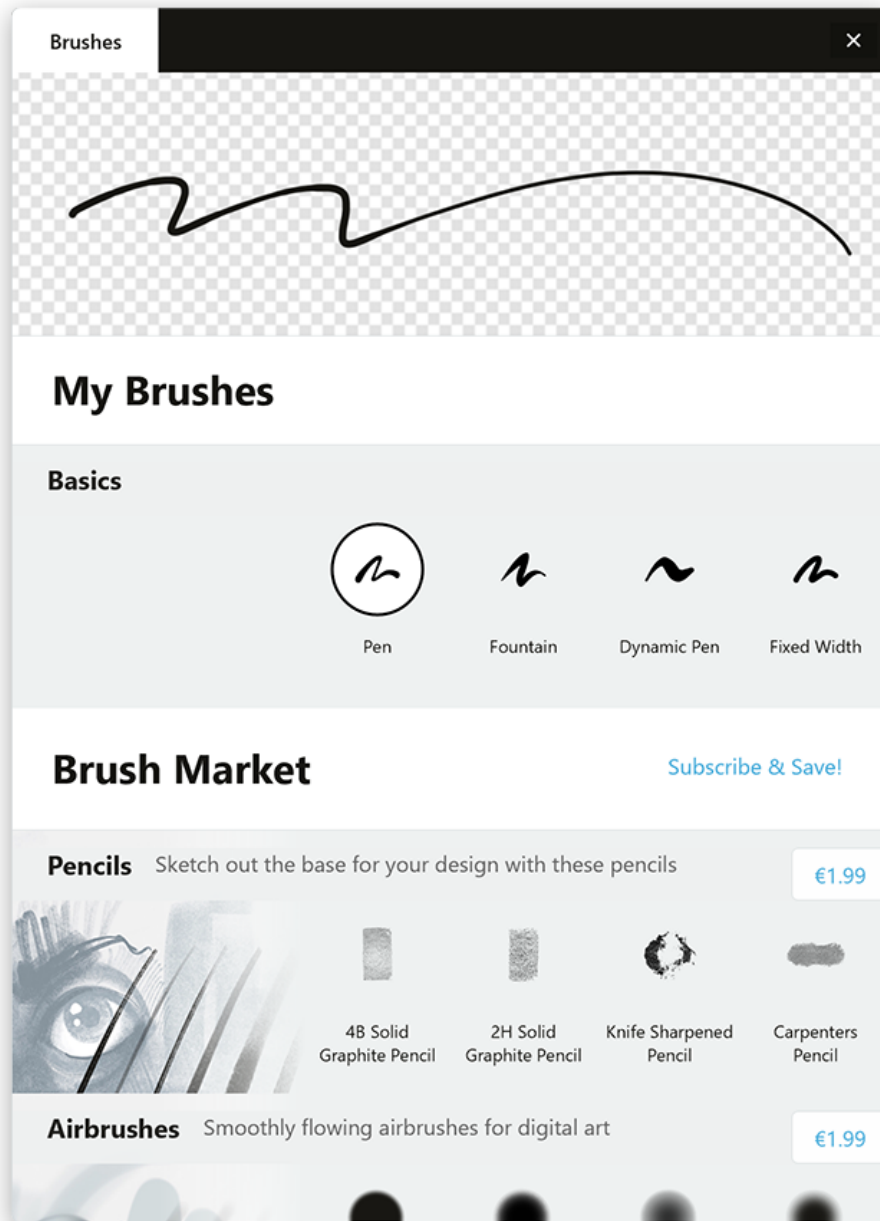 Brushes
My Brushes
Basics
Pen Fountain Dynamic Pen Fixed Width
Brush Market Subscribe & Save!
Pencils Sketch out the base for your design with these pencils €1.99
4B Solid 2H Solid Knife Sharpened Carpenters
Graphite Pencil Graphite Pencil Pencil Pencil
Airbrushes Smoothly flowing airbrushes for digital art €1.99